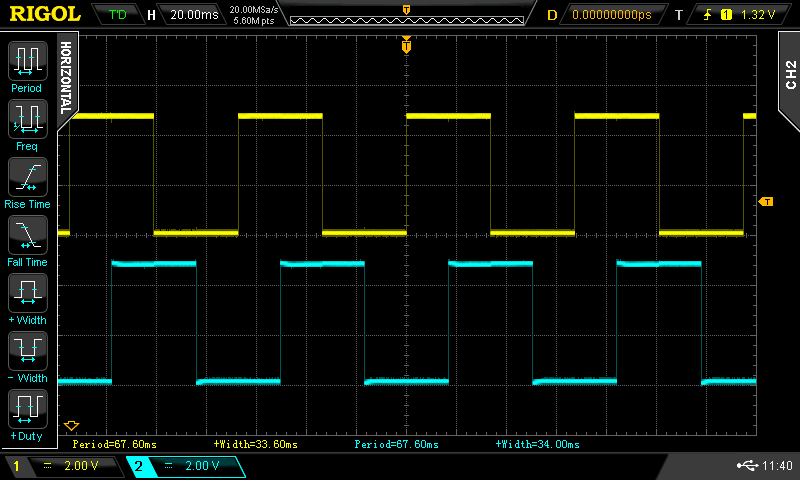 RIGOL T'D H 20.00ms 20.00MSa/s 5.60M pts T D 0.00000000ps T 1 1.32 V
HORIZONTAL
T
CH2
Period
Freq
Rise Time
Fall Time
+Width
-Width
+Duty
T
Period=67.60ms +Width=33.60ms Period=67.60ms +Width=34.00ms
1 2.00 V 2 2.00 V 11:40